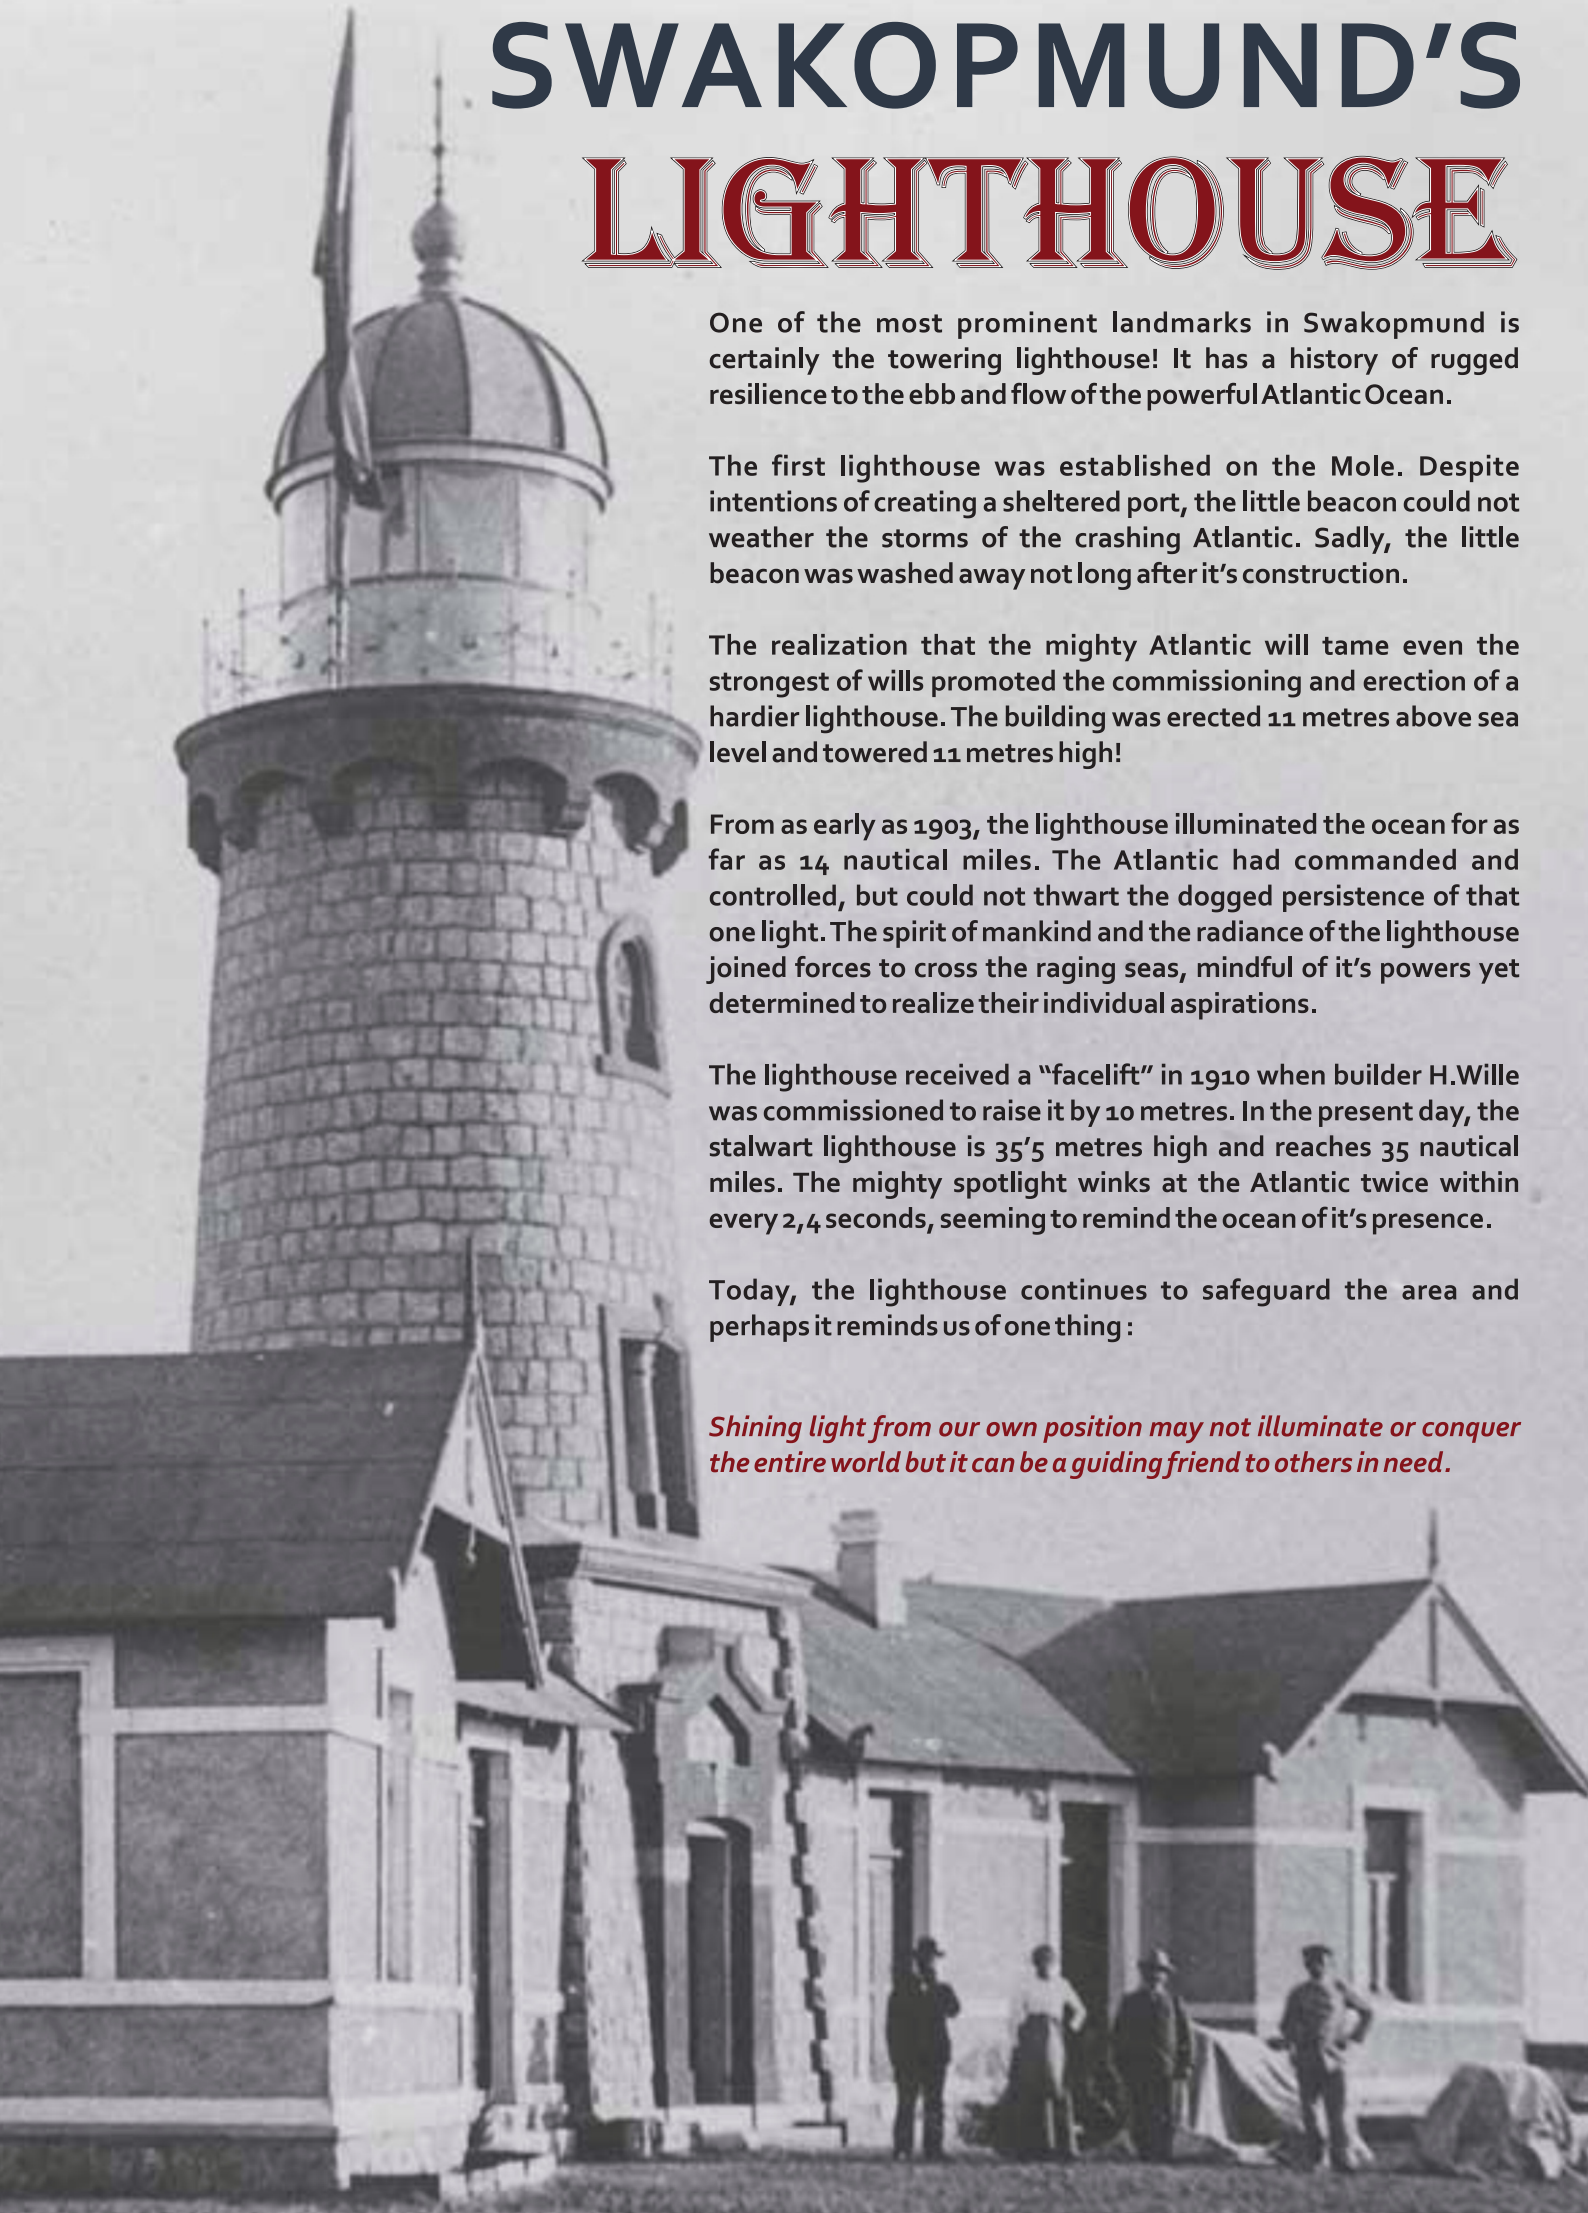 SWAKOPMUND'S
LIGHTHOUSE
One of the most prominent landmarks in Swakopmund is
certainly the towering lighthouse! It has a history of rugged
resilience to the ebb and flow of the powerful Atlantic Ocean.
The first lighthouse was established on the Mole. Despite
intentions of creating a sheltered port, the little beacon could not
weather the storms of the crashing Atlantic. Sadly, the little
beacon was washed away not long after it's construction.
The realization that the mighty Atlantic will tame even the
strongest of wills promoted the commissioning and erection of a
hardier lighthouse. The building was erected 11 metres above sea
level and towered 11 metres high!
From as early as 1903, the lighthouse illuminated the ocean for as
far as 14 nautical miles. The Atlantic had commanded and
controlled, but could not thwart the dogged persistence of that
one light. The spirit of mankind and the radiance of the lighthouse
joined forces to cross the raging seas, mindful of it's powers yet
determined to realize their individual aspirations.
The lighthouse received a “facelift” in 1910 when builder H.Wille
was commissioned to raise it by 10 metres. In the present day, the
stalwart lighthouse is 35'5 metres high and reaches 35 nautical
miles. The mighty spotlight winks at the Atlantic twice within
every 2,4 seconds, seeming to remind the ocean of it's presence.
Today, the lighthouse continues to safeguard the area and
perhaps it reminds us of one thing :
Shining light from our own position may not illuminate or conquer
the entire world but it can be a guiding friend to others in need.